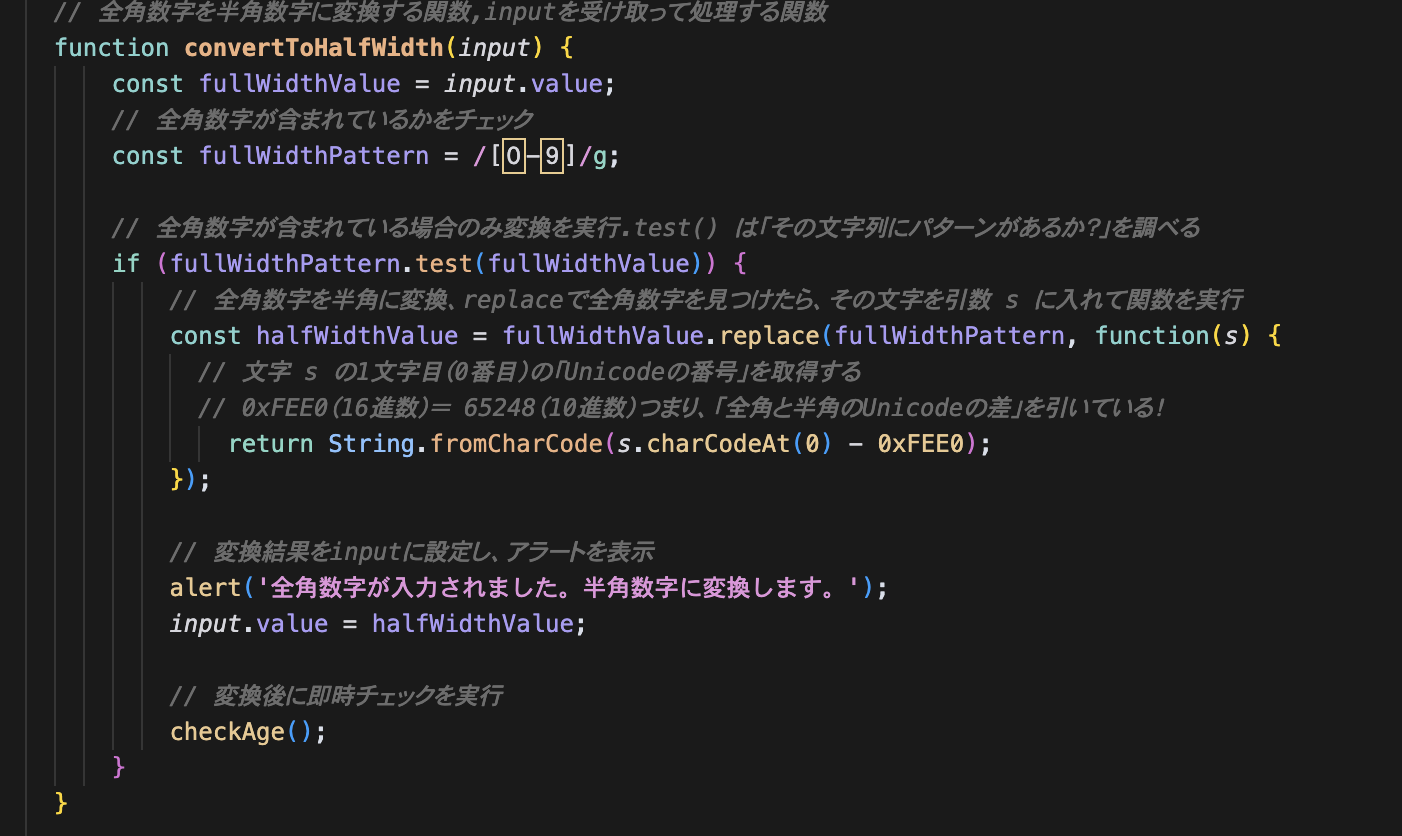 // 全角数字を半角数字に変換する関数,inputを受け取って処理する関数
function convertToHalfWidth(input) {
const fullWidthValue = input.value;
// 全角数字が含まれているかをチェック
const fullWidthPattern = /[０-９]/g;
// 全角数字が含まれている場合のみ変換を実行.test() は「その文字列にパターンがあるか？」を調べる
if (fullWidthPattern.test(fullWidthValue)) {
// 全角数字を半角に変換、replaceで全角数字を見つけたら、その文字を引数 s に入れて関数を実行
const halfWidthValue = fullWidthValue.replace(fullWidthPattern, function(s) {
// 文字 s の1文字目（0番目）の「Unicodeの番号」を取得する
// 0xFEE0（16進数）＝ 65248（10進数）つまり、「全角と半角のUnicodeの差」を引いている！
return String.fromCharCode(s.charCodeAt(0) - 0xFEE0);
});
// 変換結果をinputに設定し、アラートを表示
alert('全角数字が入力されました。半角数字に変換します。');
input.value = halfWidthValue;
// 変換後に即時チェックを実行
checkAge();
}
}